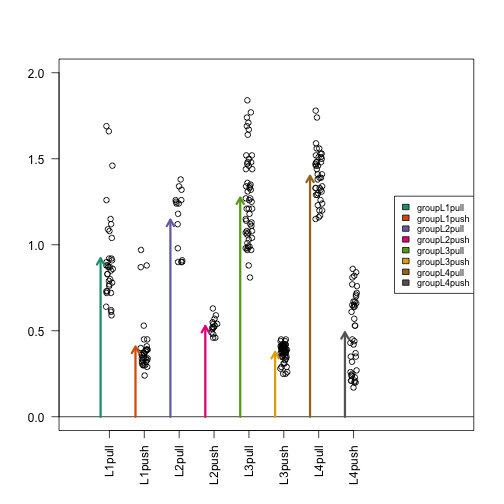 2.0
1.5
1.0
0.5
0.0
groupL1pull
groupL1push
groupL2pull
groupL2push
groupL3pull
groupL3push
groupL4pull
groupL4push
L1pull
L1push
L2pull
L2push
L3pull
L3push
L4pull
L4push